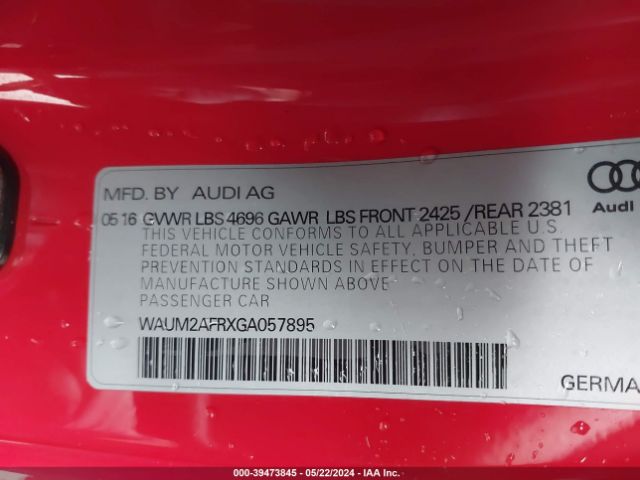 MFD. BY AUDI AG
05 16 GVWR LBS 4696 GAWR LBS FRONT 2425 /REAR 2381
THIS VEHICLE CONFORMS TO ALL APPLICABLE U.S.
FEDERAL MOTOR VEHICLE SAFETY, BUMPER AND THEFT
PREVENTION STANDARDS IN EFFECT ON THE DATE OF
MANUFACTURE SHOWN ABOVE
PASSENGER CAR
WAUM2AFRXGA057895
Audi
GERMA
000-39473845 - 05/22/2024 - IAA Inc.